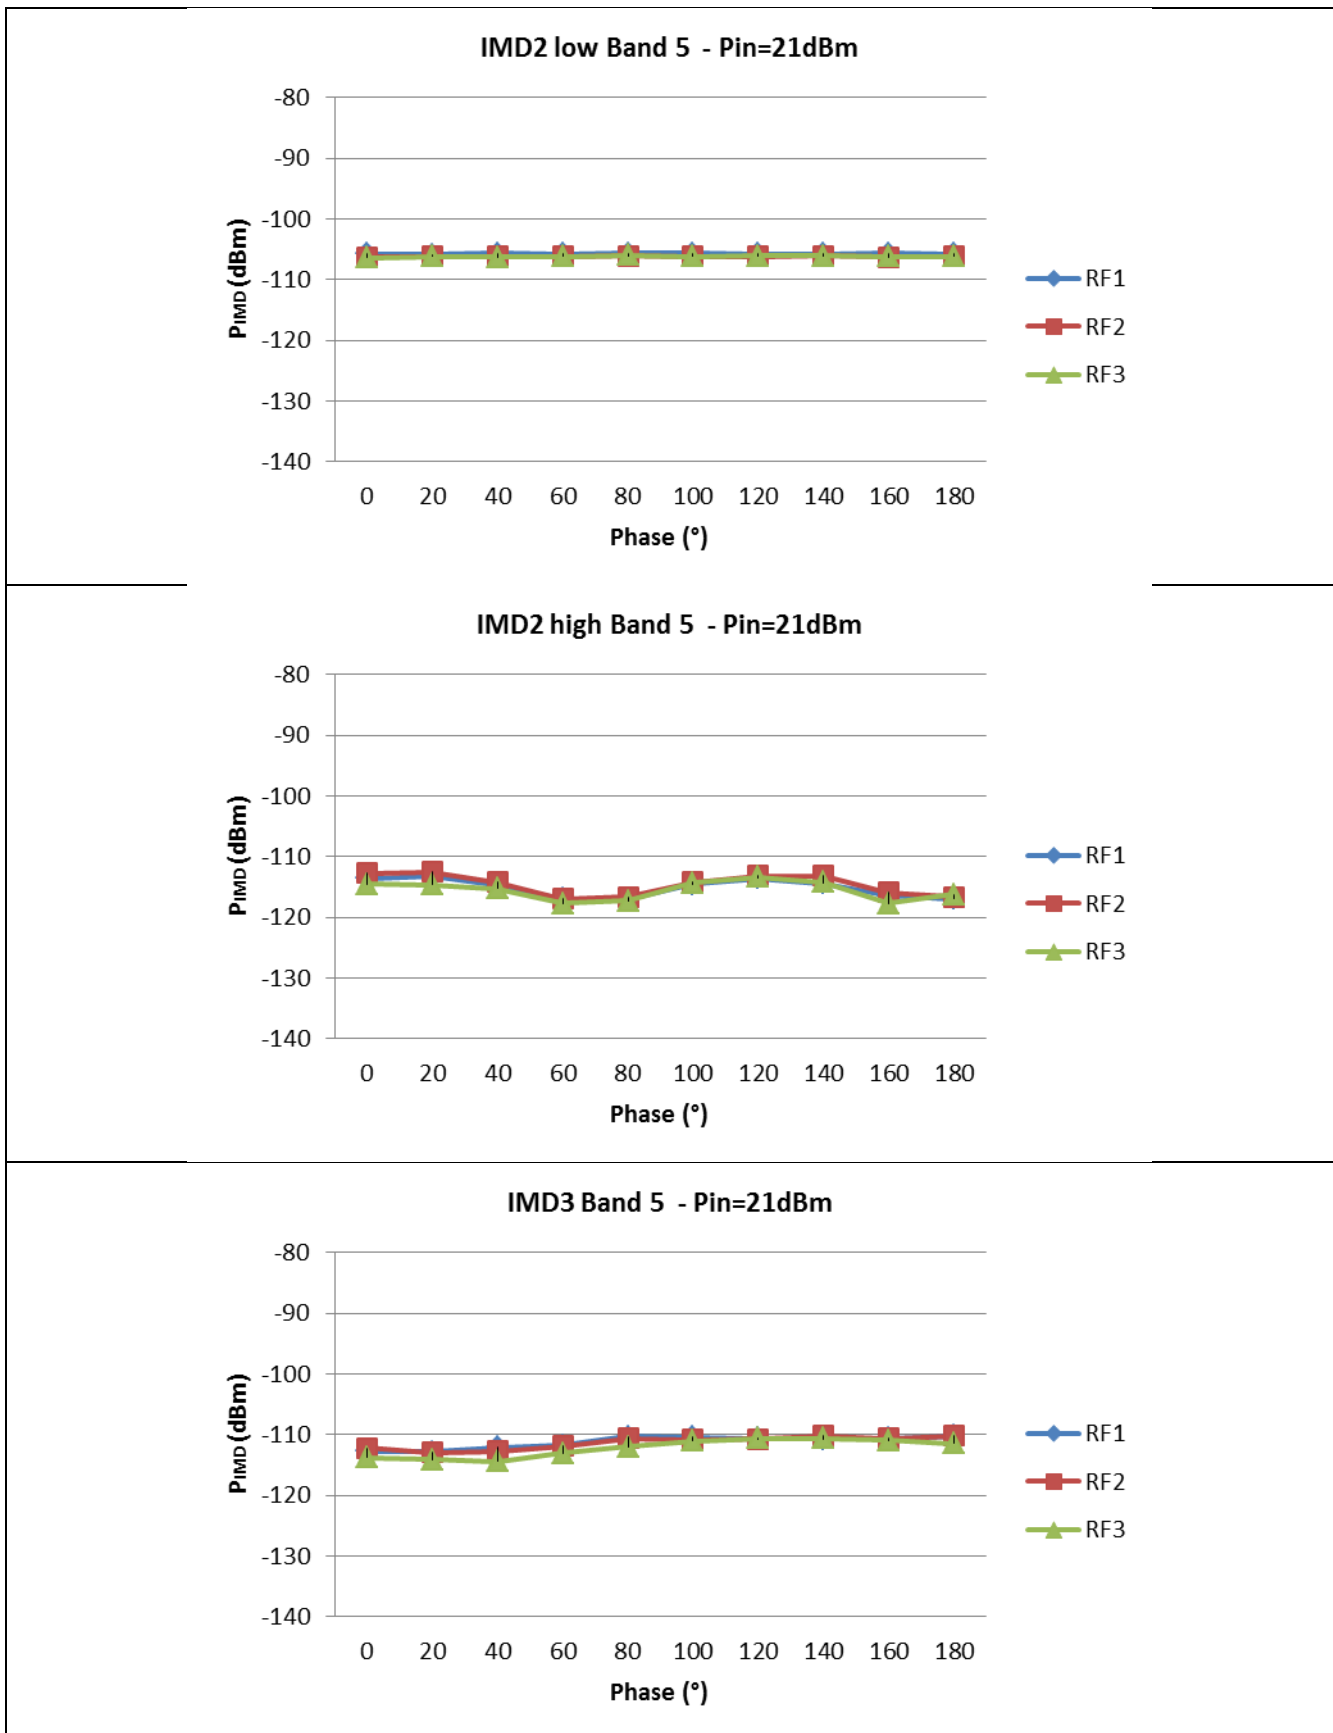 IMD2 low Band 5 - Pin=21dBm
-80
-90
-100
-110
-120
-130
-140
PIMD (dBm)
0 20 40 60 80 100 120 140 160 180
Phase (°)
RF1
RF2
RF3
IMD2 high Band 5 - Pin=21dBm
-80
-90
-100
-110
-120
-130
-140
PIMD (dBm)
0 20 40 60 80 100 120 140 160 180
Phase (°)
RF1
RF2
RF3
IMD3 Band 5 - Pin=21dBm
-80
-90
-100
-110
-120
-130
-140
PIMD (dBm)
0 20 40 60 80 100 120 140 160 180
Phase (°)
RF1
RF2
RF3